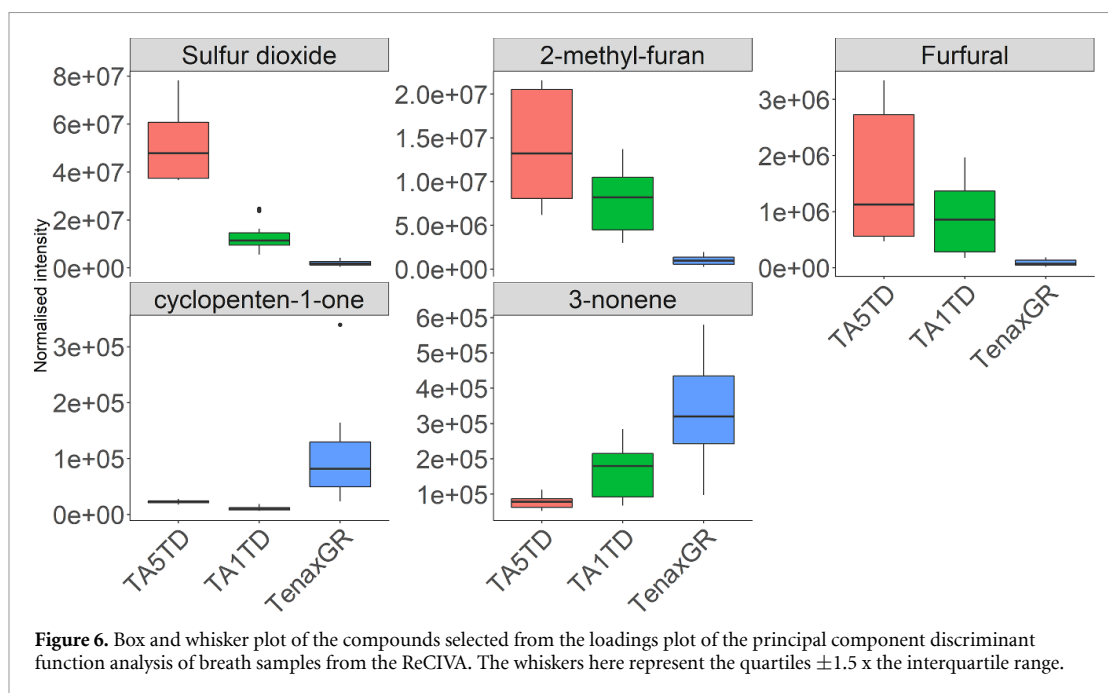 Sulfur dioxide
2-methyl-furan
Furfural
8e+07
6e+07
4e+07
2e+07
0e+00
2.0e+07
1.5e+07
1.0e+07
5.0e+06
0.0e+00
3e+06
2e+06
1e+06
0e+00
TA5TD
TA1TD
TenaxGR
Normalised intensity
cyclopenten-1-one
3-nonene
3e+05
2e+05
1e+05
0e+00
6e+05
5e+05
4e+05
3e+05
2e+05
1e+05
TA5TD
TA1TD
TenaxGR
TA5TD
TA1TD
TenaxGR
Figure 6. Box and whisker plot of the compounds selected from the loadings plot of the principal component discriminant
function analysis of breath samples from the ReCIVA. The whiskers here represent the quartiles ±1.5 x the interquartile range.